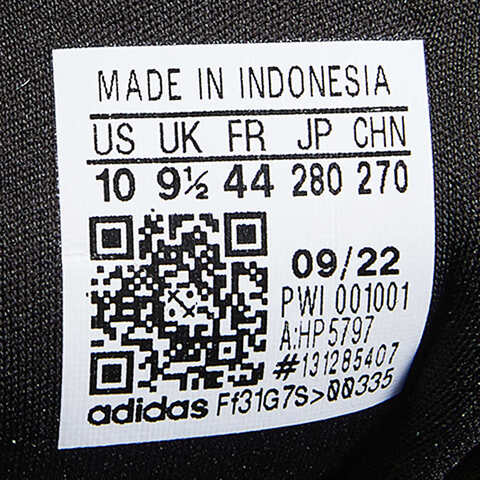 MADE IN INDONESIA
US UK FR JP CHN
10 9½ 44 280 270
09/22
PWI 001001
A:HP5797
#131285407
adidas Ff31G7S>00335